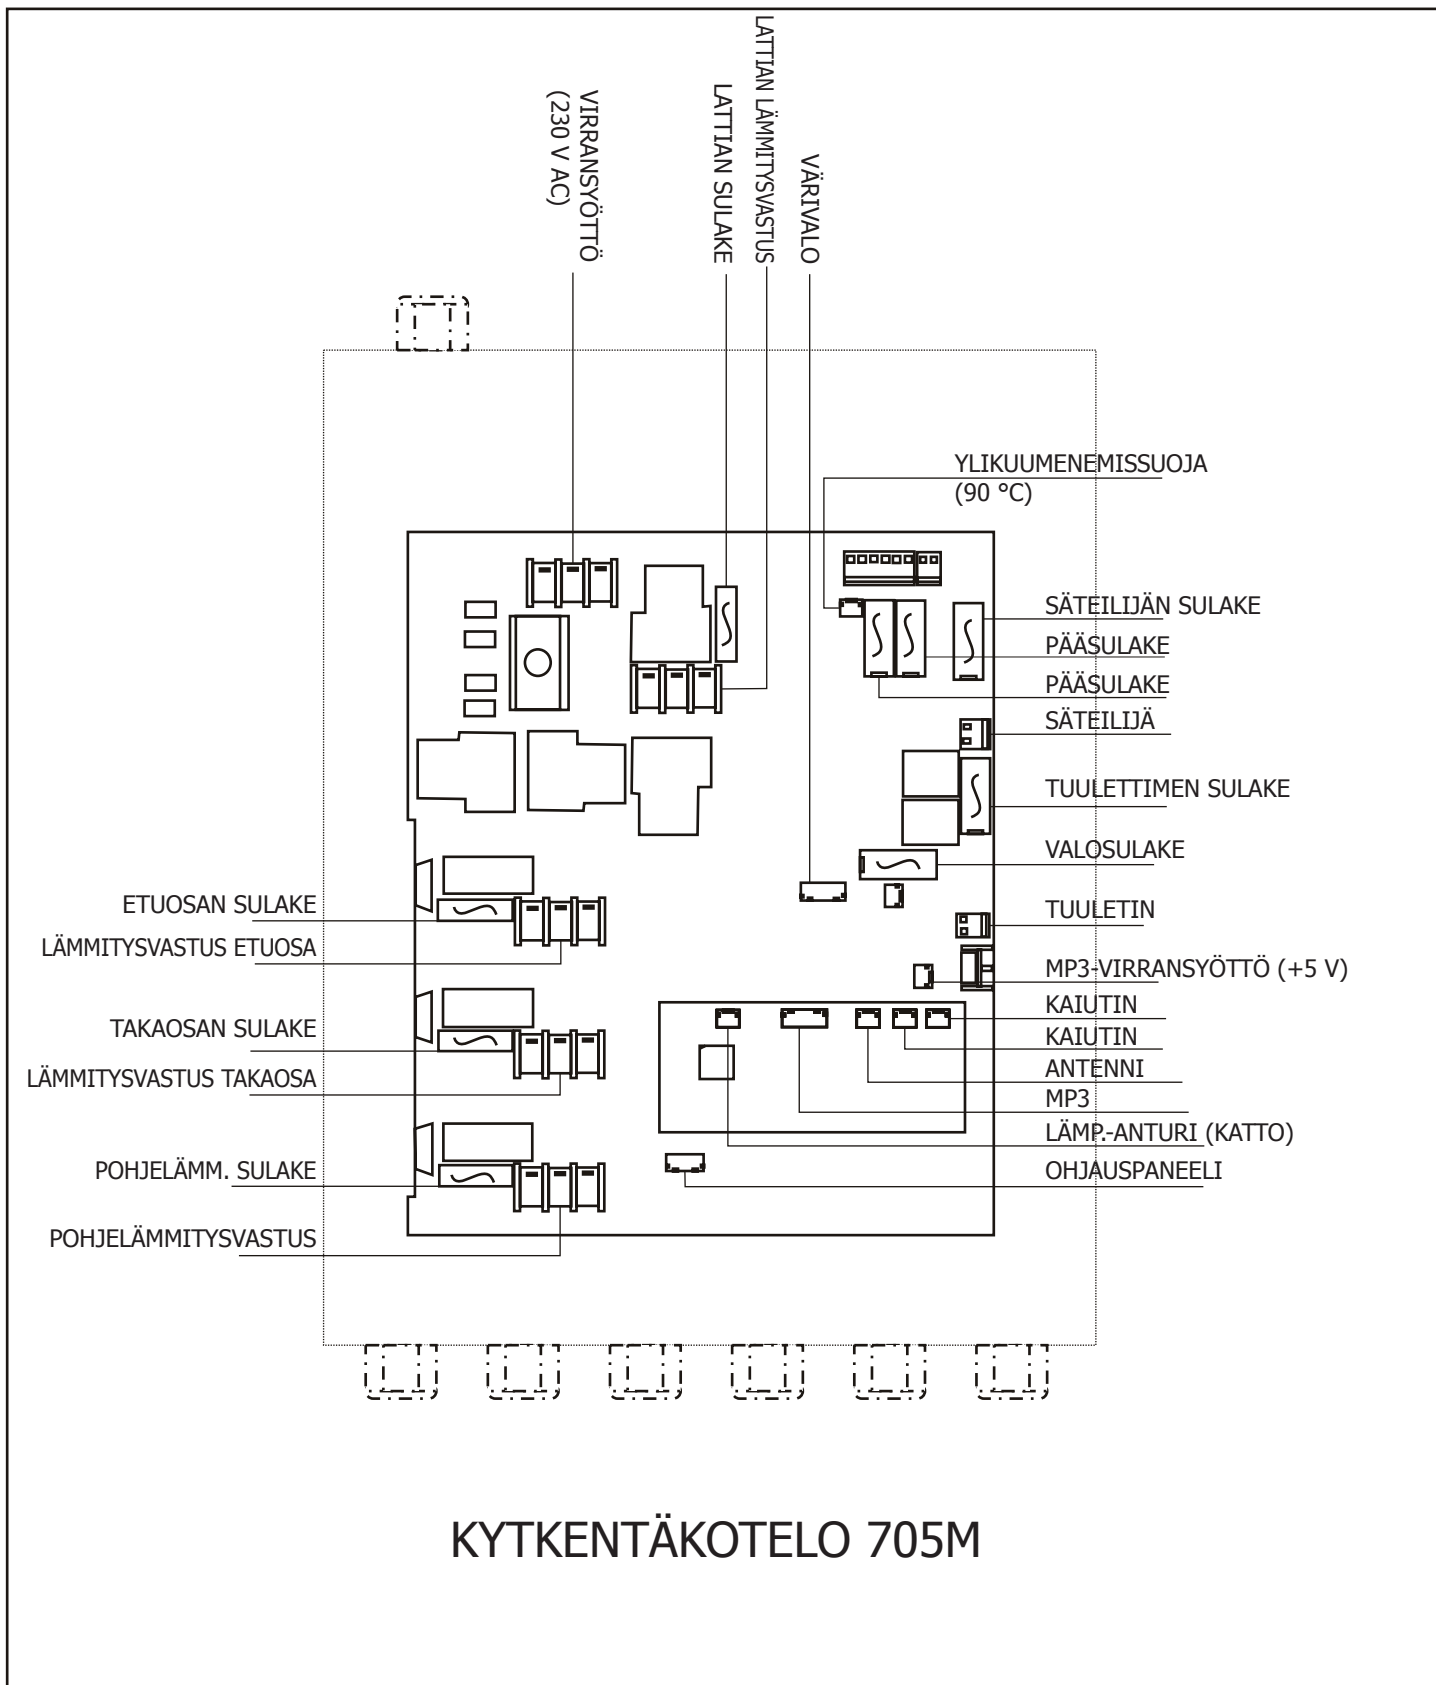 VIRRANSYÖTTÖ
(230 V AC)
LATTIAN SULAKE
LATTIAN LÄMMITYSVASTUS
VÄRIVALO
YLIKUUMENEMISSUOJA
(90 °C)
SÄTEILIJÄN SULAKE
PÄÄSULAKE
PÄÄSULAKE
SÄTEILIJÄ
TUULETTIMEN SULAKE
VALOSULAKE
TUULETIN
MP3-VIRRANSYÖTTÖ (+5 V)
KAIUTIN
KAIUTIN
ANTENNI
MP3
LÄMP.-ANTURI (KATTO)
OHJAUSPANEELI
ETUOSAN SULAKE
LÄMMITYSVASTUS ETUOSA
TAKAOSAN SULAKE
LÄMMITYSVASTUS TAKAOSA
POHJELÄMM. SULAKE
POHJELÄMMITYSVASTUS
KYTKENTÄKOTELO 705M